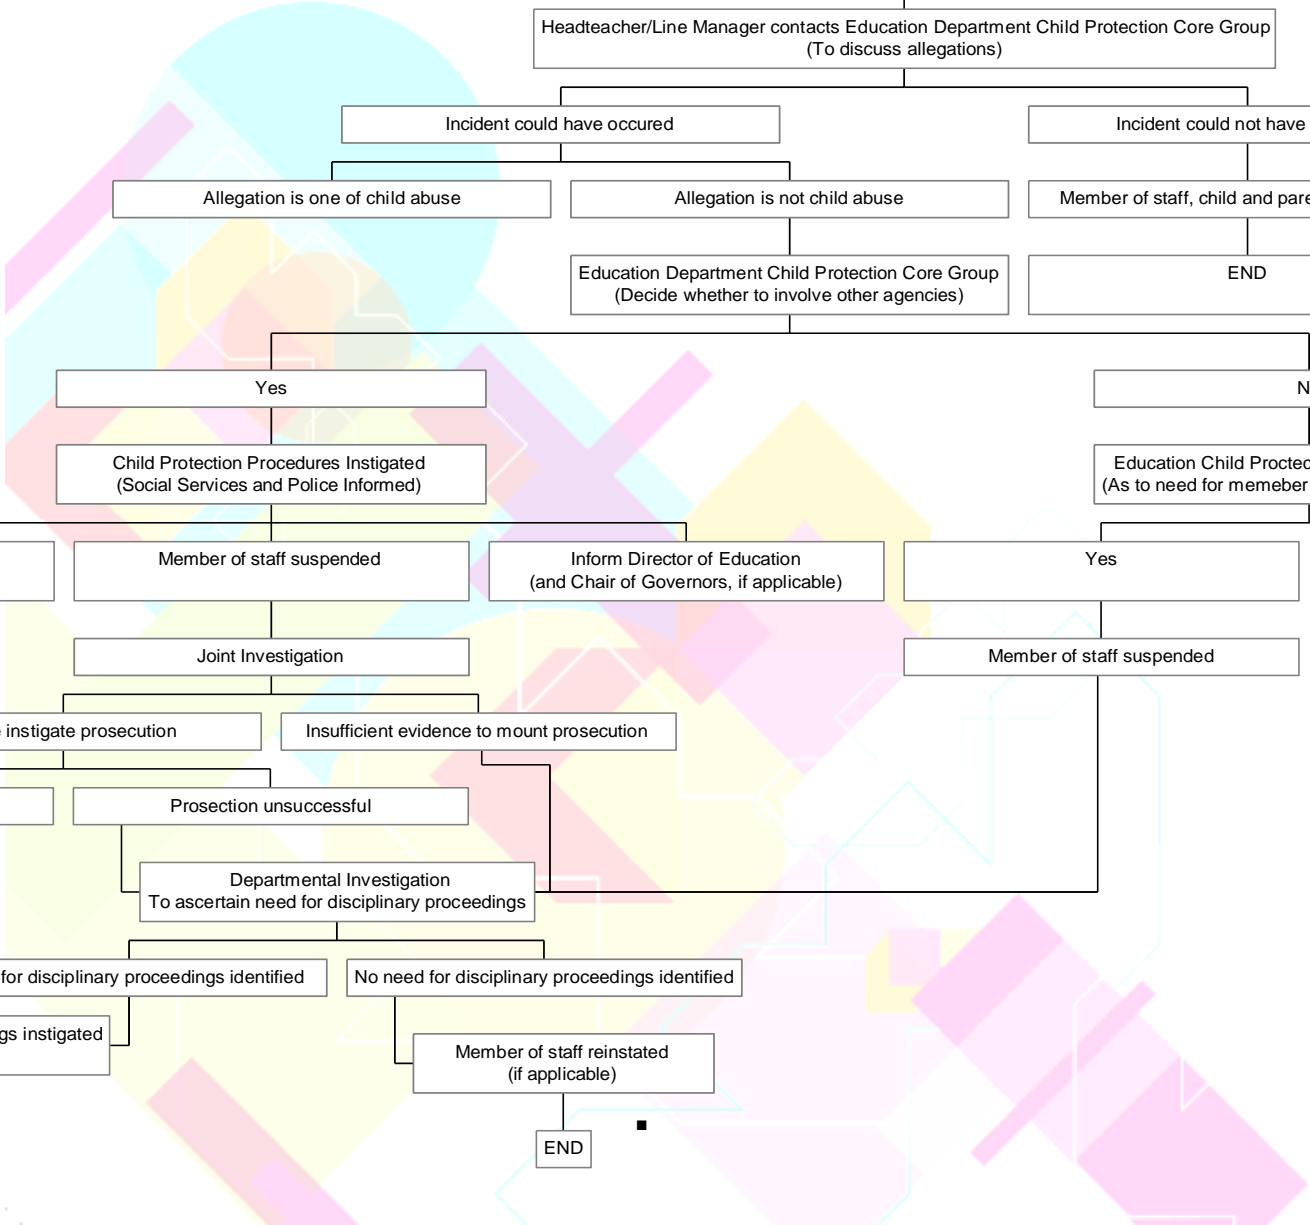 Headteacher/Line Manager contacts Education Department Child Protection Core Group
(To discuss allegations)
Incident could have occured
Incident could not have
Allegation is one of child abuse
Allegation is not child abuse
Member of staff, child and
Education Department Child Protection Core Group
(Decide whether to involve other agencies)
END
Yes
Child Protection Procedures Instigated
(Social Services and Police Informed)
Education Child
(As to need for memeber
Member of staff suspended
Inform Director of Education
(and Chair of Governors, if applicable)
Yes
Joint Investigation
Member of staff suspended
instigate prosecution
Insufficient evidence to mount prosecution
Prosection unsuccessful
Departmental Investigation
To ascertain need for disciplinary proceedings
for disciplinary proceedings identified
No need for disciplinary proceedings identified
instigated
Member of staff reinstated
(if applicable)
END